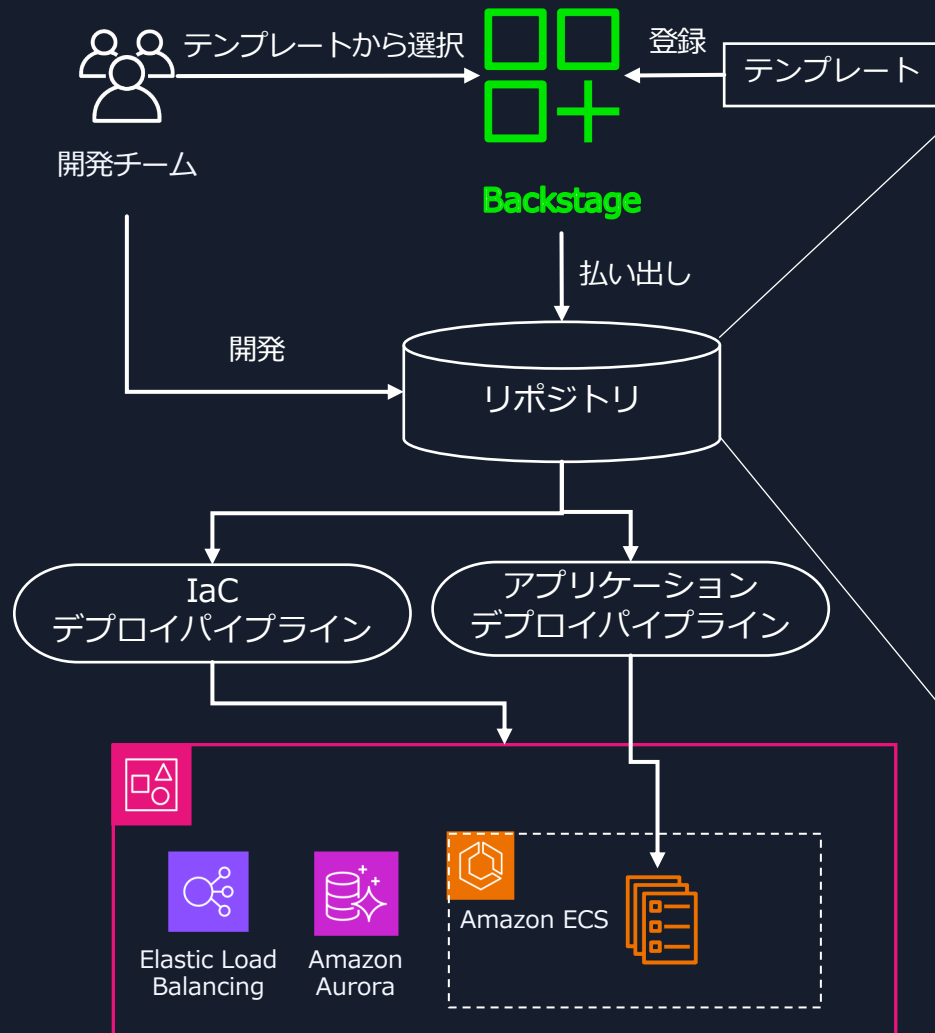 テンプレートから選択
登録
テンプレート
開発チーム
Backstage
払い出し
開発
リポジトリ
IaC
デプロイパイプライン
アプリケーション
デプロイパイプライン
Amazon ECS
Elastic Load
Balancing
Amazon
Aurora